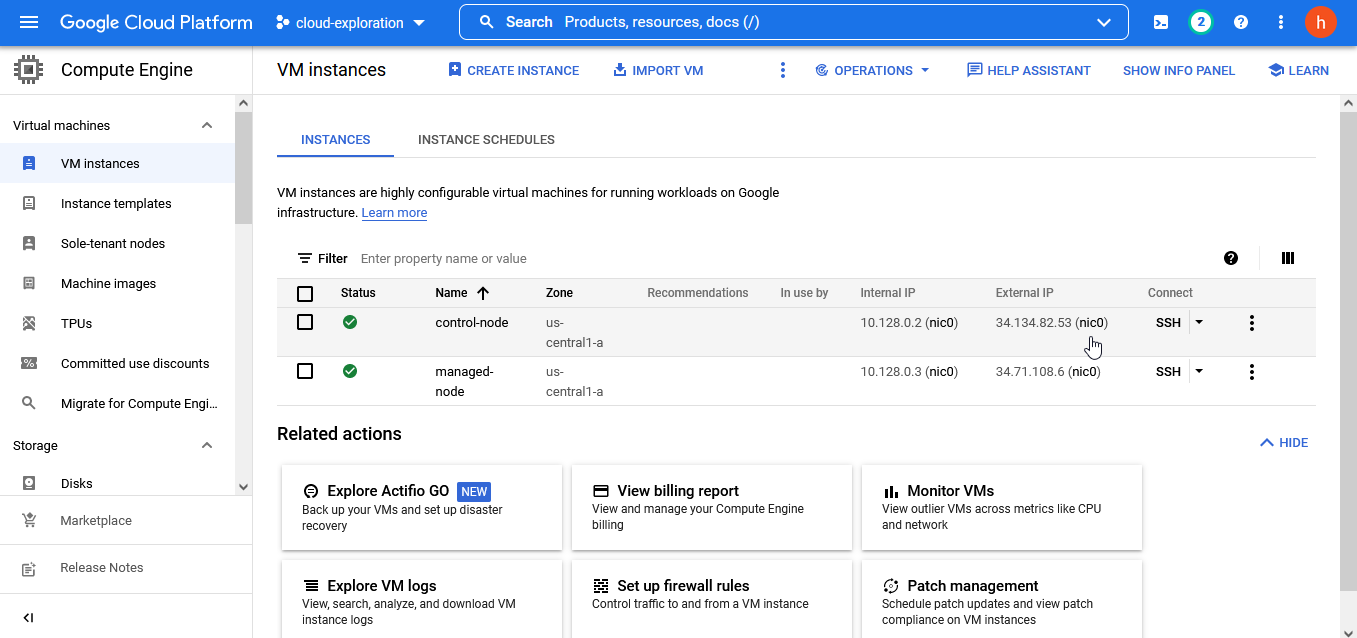 Google Cloud Platform
cloud-exploration
Search Products, resources, docs (/)
2
h
Compute Engine
VM instances
CREATE INSTANCE
IMPORT VM
OPERATIONS
HELP ASSISTANT
SHOW INFO PANEL
LEARN
Virtual machines
VM instances
Instance templates
Sole-tenant nodes
Machine images
TPUs
Committed use discounts
Migrate for Compute Engi...
Storage
Disks
Marketplace
Release Notes
INSTANCES
INSTANCE SCHEDULES
VM instances are highly configurable virtual machines for running workloads on Google
infrastructure. Learn more
Filter Enter property name or value
Status Name Zone Recommendations In use by Internal IP External IP Connect
control-node us- 10.128.0.2 (nic0) 34.134.82.53 (nic0) SSH
central1-a
managed- us- 10.128.0.3 (nic0) 34.71.108.6 (nic0) SSH
node central1-a
Related actions
HIDE
Explore Actifio GO NEW
Back up your VMs and set up disaster
recovery
View billing report
View and manage your Compute Engine
billing
Monitor VMs
View outlier VMs across metrics like CPU
and network
Explore VM logs
View, search, analyze, and download VM
instance logs
Set up firewall rules
Control traffic to and from a VM instance
Patch management
Schedule patch updates and view patch
compliance on VM instances